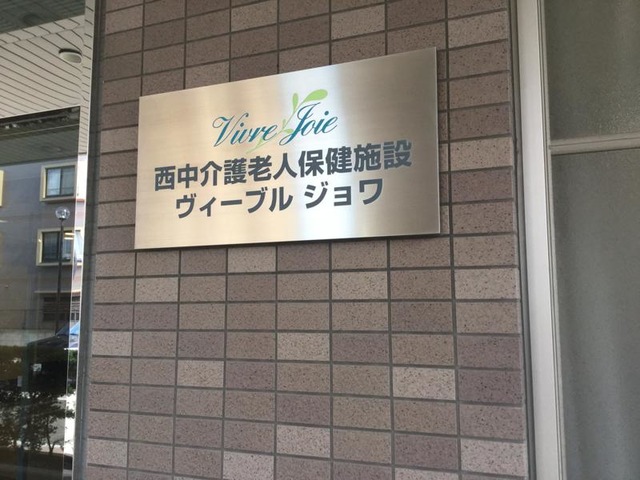 Vivre Joie
西中介護老人保健施設
ヴィーブル ジョワ